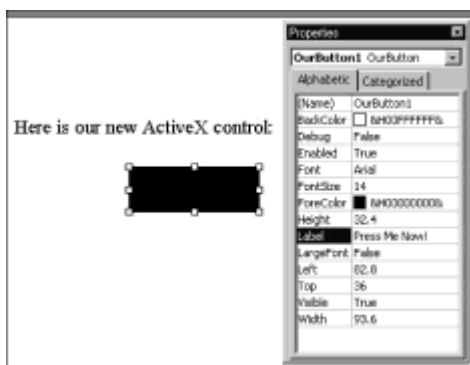 Here is our new ActiveX control:
Properties
OurButton1 OurButton
Alphabetic Categorized
(Name) OurButton1
BackColor &H00FFFFFF&
Debug False
Enabled True
Font Arial
FontSize 14
ForeColor &H00000000&
Height 32.4
Label Press Me Now!
LargeFont False
Left 82.8
Top 36
Visible True
Width 93.6